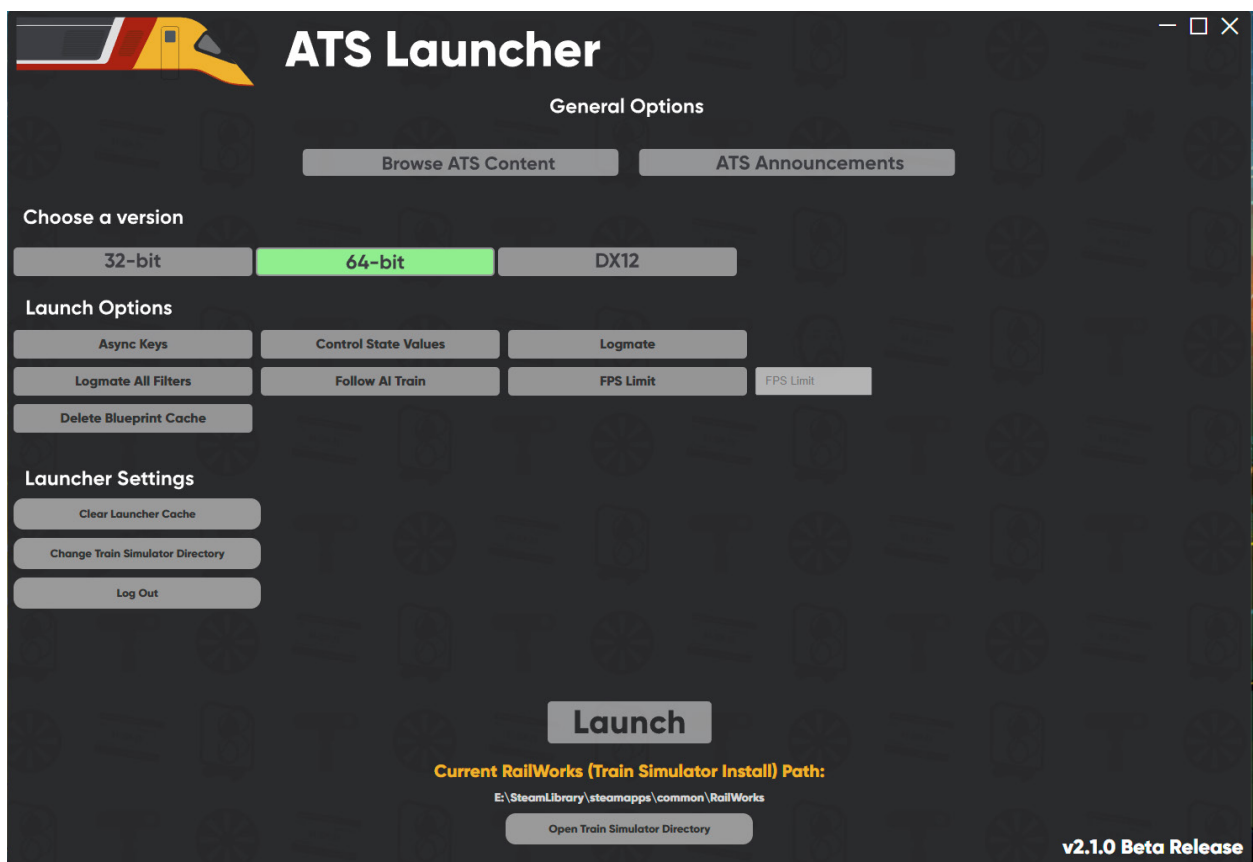 ATS Launcher
General Options
Browse ATS Content
ATS Announcements
Choose a version
32-bit
64-bit
DX12
Launch Options
Async Keys
Control State Values
Logmate
Logmate All Filters
Follow AI Train
FPS Limit
FPS Limit
Delete Blueprint Cache
Launcher Settings
Clear Launcher Cache
Change Train Simulator Directory
Log Out
Launch
Current RailWorks (Train Simulator Install) Path:
E:\SteamLibrary\steamapps\common\RailWorks
Open Train Simulator Directory
v2.1.0 Beta Release